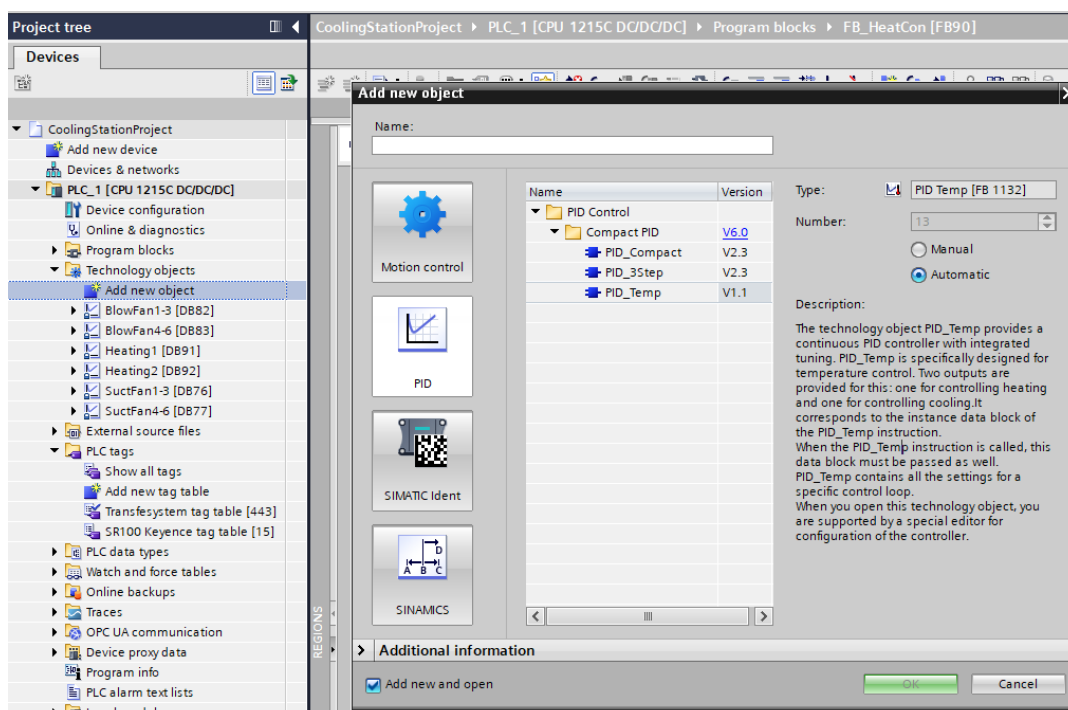 Project tree
CoolingStationProject ▸ PLC_1 [CPU 1215C DC/DC/DC] ▸ Program blocks ▸ FB_HeatCon [FB90]
Devices
CoolingStationProject
Add new device
Devices & networks
PLC_1 [CPU 1215C DC/DC/DC]
Device configuration
Online & diagnostics
Program blocks
Technology objects
Add new object
BlowFan1-3 [DB82]
BlowFan4-6 [DB83]
Heating1 [DB91]
Heating2 [DB92]
SuctFan1-3 [DB76]
SuctFan4-6 [DB77]
External source files
PLC tags
Show all tags
Add new tag table
Transfesystem tag table [443]
SR100 Keyence tag table [15]
PLC data types
Watch and force tables
Online backups
Traces
OPC UA communication
Device proxy data
Program info
PLC alarm text lists
REGIONS
Add new object
Name:
Motion control
PID
SIMATIC Ident
D
A B C
SINAMICS
Name Version
PID Control
Compact PID V6.0
PID_Compact V2.3
PID_3Step V2.3
PID_Temp V1.1
Type: PID Temp [FB 1132]
Number: 13
Manual
Automatic
Description:
The technology object PID_Temp provides a
continuous PID controller with integrated
tuning. PID_Temp is specifically designed for
temperature control. Two outputs are
provided for this: one for controlling heating
and one for controlling cooling.It
corresponds to the instance data block of
the PID_Temp instruction.
When the PID_Temp instruction is called, this
data block must be passed as well.
PID_Temp contains all the settings for a
specific control loop.
When you open this technology object, you
are supported by a special editor for
configuration of the controller.
Additional information
Add new and open
OK Cancel